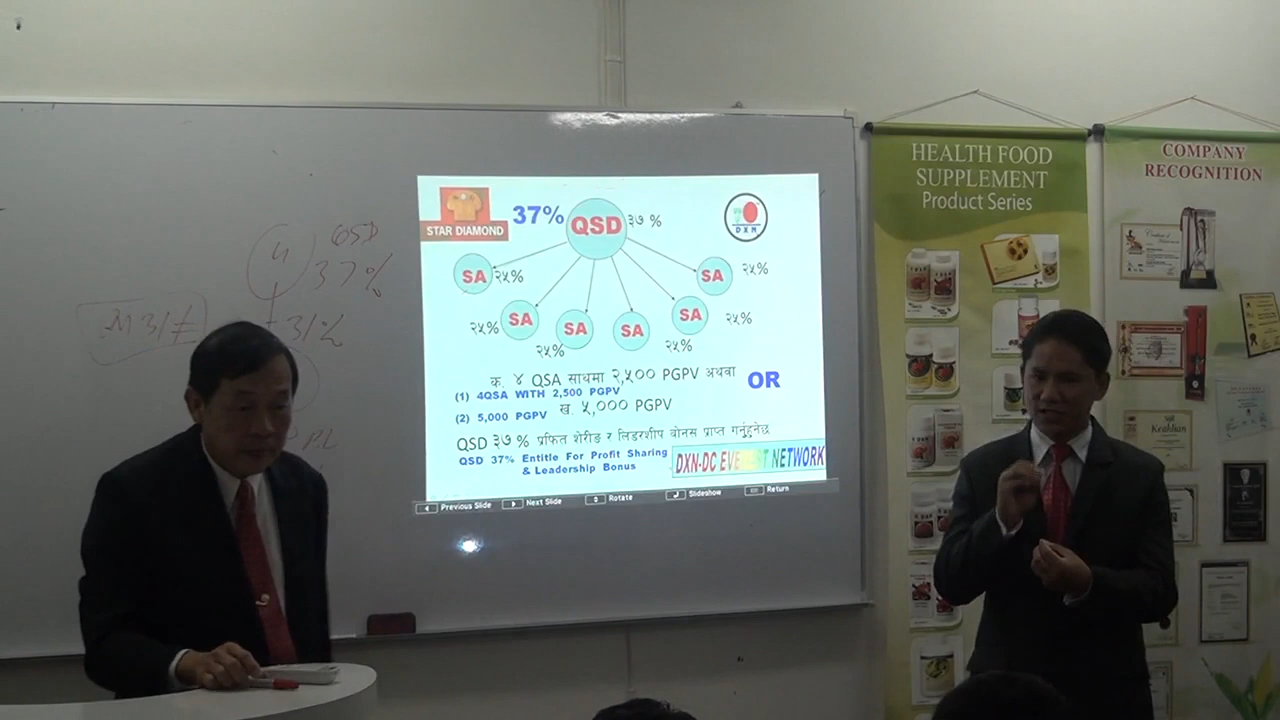 QSD
37%
31%
STAR DIAMOND
37%
QSD
३७ %
DXN
SA
२५%
SA
२५%
SA
२५%
SA
SA
२५%
२५%
SA
२५%
क. ४ QSA साथमा २,५०० PGPV अथवा
OR
(1) 4QSA WITH 2,500 PGPV
(2) 5,000 PGPV
ख. ५,००० PGPV
QSD ३७ % प्रफित शेरीङ र लिडरशीप बोनस प्राप्त गर्नुहुनेछ
QSD 37% Entitle For Profit Sharing
& Leadership Bonus
DXN-DC EVEREST NETWORK
Previous Slide
Next Slide
Rotate
Slideshow
Return
HEALTH FOOD
SUPPLEMENT
Product Series
COMPANY
RECOGNITION